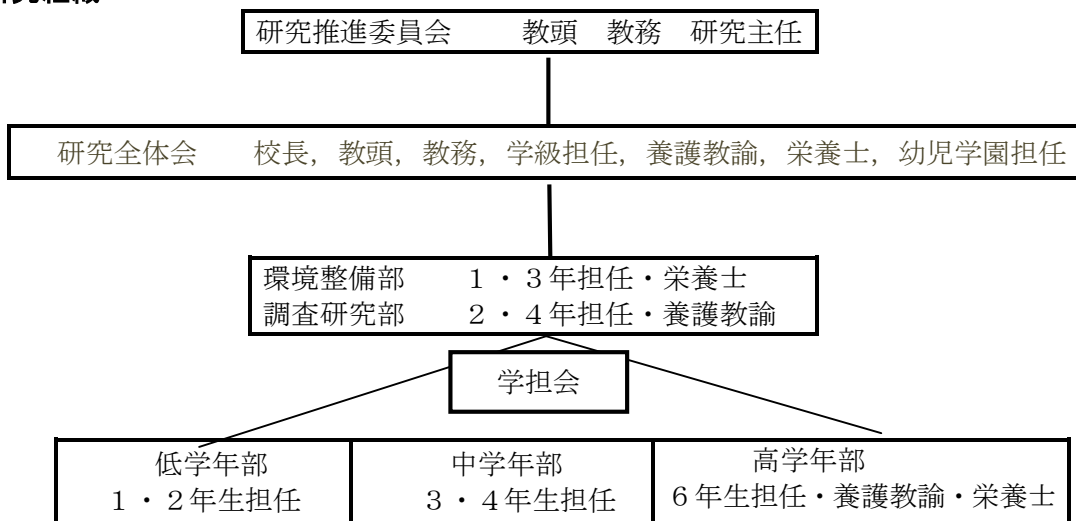 研究推進委員会　　教頭　教務　研究主任
研究全体会　　校長，教頭，教務，学級担任，養護教諭，栄養士，幼児学園担任
環境整備部　　１・３年担任・栄養士
調査研究部　　２・４年担任・養護教諭
学担会
低学年部
１・２年生担任
中学年部
３・４年生担任
高学年部
６年生担任・養護教諭・栄養士